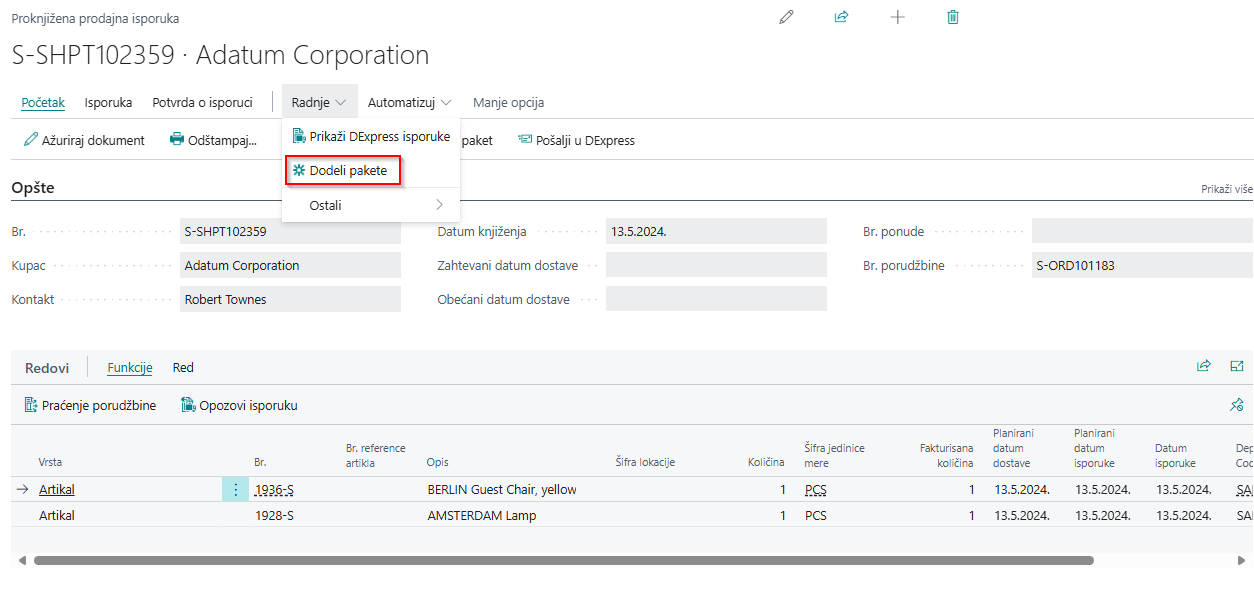 Proknjižena prodajna isporuka
S-SHPT102359 · Adatum Corporation
Početak Isporuka Potvrda o isporuci Radnje Automatizuj Manje opcija
Ažuriraj dokument Odštampaj... paket Pošalji u DExpress
Prikaži DExpress isporuke
Dodeli pakete
Ostali
Opšte Prikaži više
Br. S-SHPT102359 Datum knjiženja 13.5.2024. Br. ponude
Kupac Adatum Corporation Zahtevani datum dostave Br. porudžbine S-ORD101183
Kontakt Robert Townes Obećani datum dostave
Redovi Funkcije Red
Praćenje porudžbine Opozovi isporuku
Vrsta Br. Br. reference artikla Opis Šifra lokacije Količina Šifra jedinice mere Fakturisana količina Planirani datum dostave Planirani datum isporuke Datum isporuke Dep Coc
Artikal 1936-S BERLIN Guest Chair, yellow 1 PCS 1 13.5.2024. 13.5.2024. 13.5.2024. SAL
Artikal 1928-S AMSTERDAM Lamp 1 PCS 1 13.5.2024. 13.5.2024. 13.5.2024. SAL